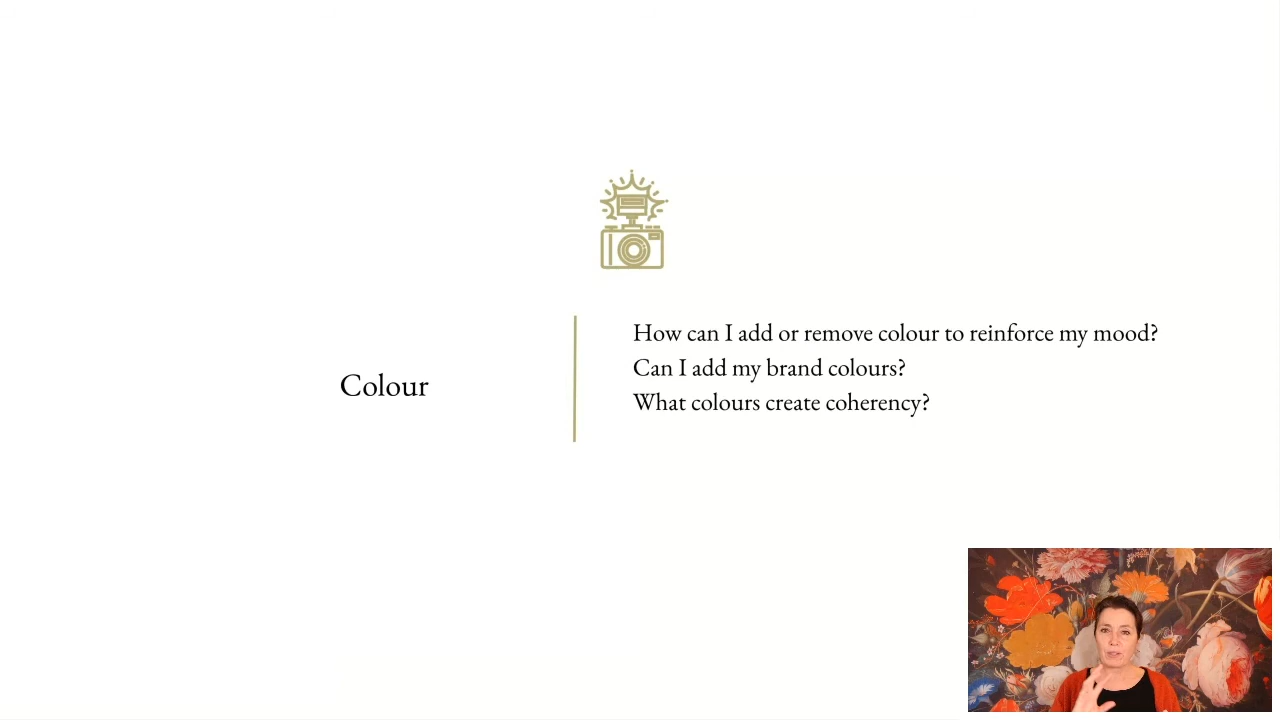 Colour
How can I add or remove colour to reinforce my mood?
Can I add my brand colours?
What colours create coherency?